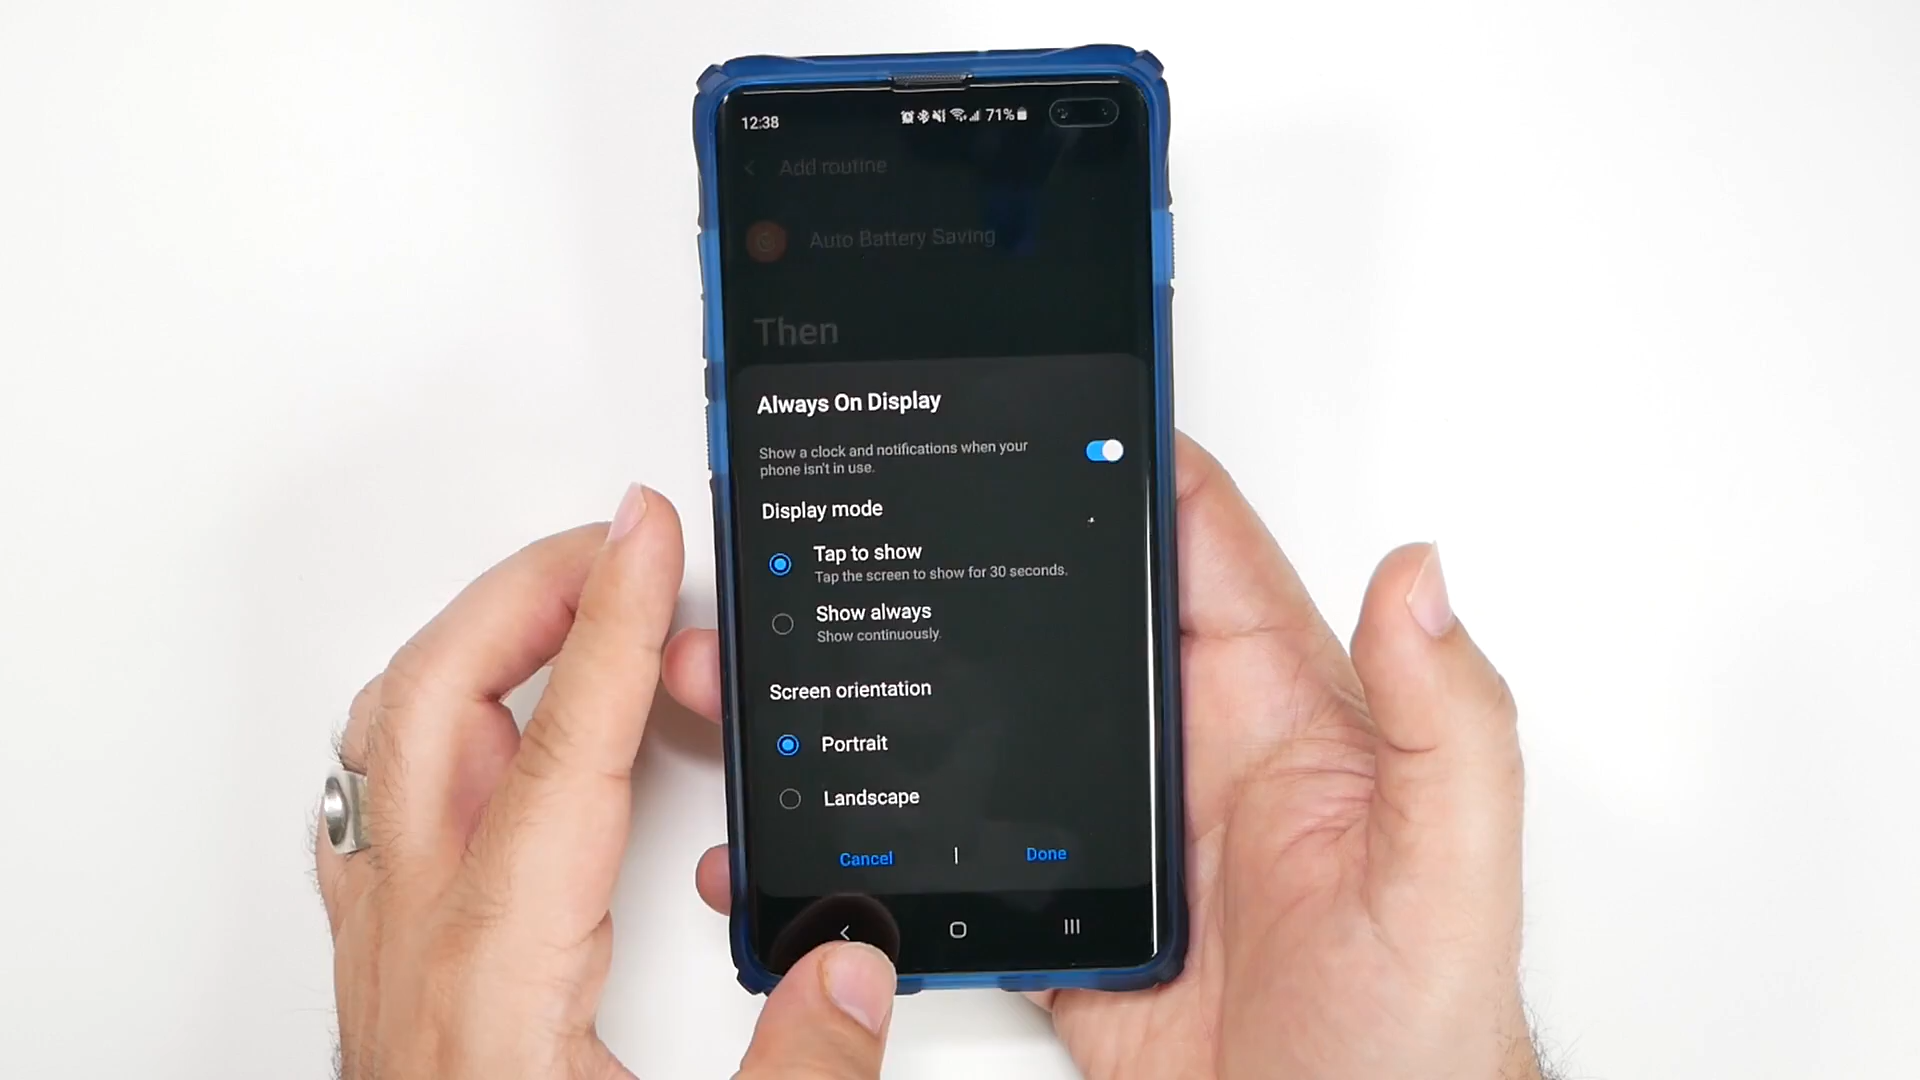 12:38
71%
Add routine
Auto Battery Saving
Then
Always On Display
Show a clock and notifications when your
phone isn't in use.
Display mode
Tap to show
Tap the screen to show for 30 seconds.
Show always
Show continuously.
Screen orientation
Portrait
Landscape
Cancel | Done